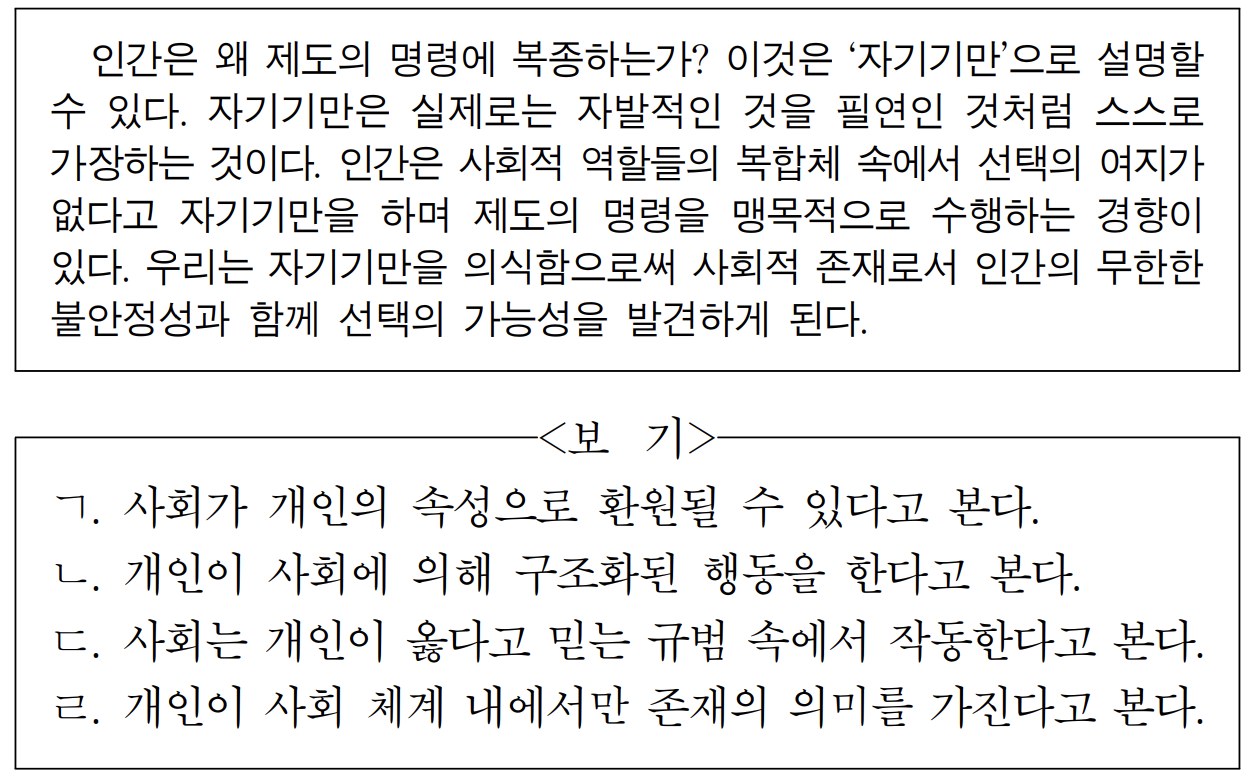 인간은 왜 제도의 명령에 복종하는가? 이것은 ‘자기기만’으로 설명할
수 있다. 자기기만은 실제로는 자발적인 것을 필연인 것처럼 스스로
가장하는 것이다. 인간은 사회적 역할들의 복합체 속에서 선택의 여지가
없다고 자기기만을 하며 제도의 명령을 맹목적으로 수행하는 경향이
있다. 우리는 자기기만을 의식함으로써 사회적 존재로서 인간의 무한한
불안정성과 함께 선택의 가능성을 발견하게 된다.
<보 기>
ㄱ. 사회가 개인의 속성으로 환원될 수 있다고 본다.
ㄴ. 개인이 사회에 의해 구조화된 행동을 한다고 본다.
ㄷ. 사회는 개인이 옳다고 믿는 규범 속에서 작동한다고 본다.
ㄹ. 개인이 사회 체계 내에서만 존재의 의미를 가진다고 본다.